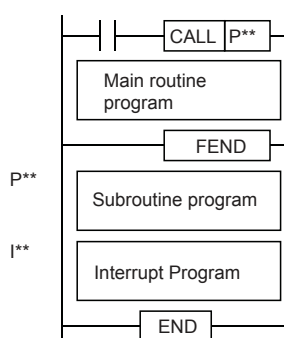 CALL P**
Main routine
program
FEND
P**
Subroutine program
I**
Interrupt Program
END